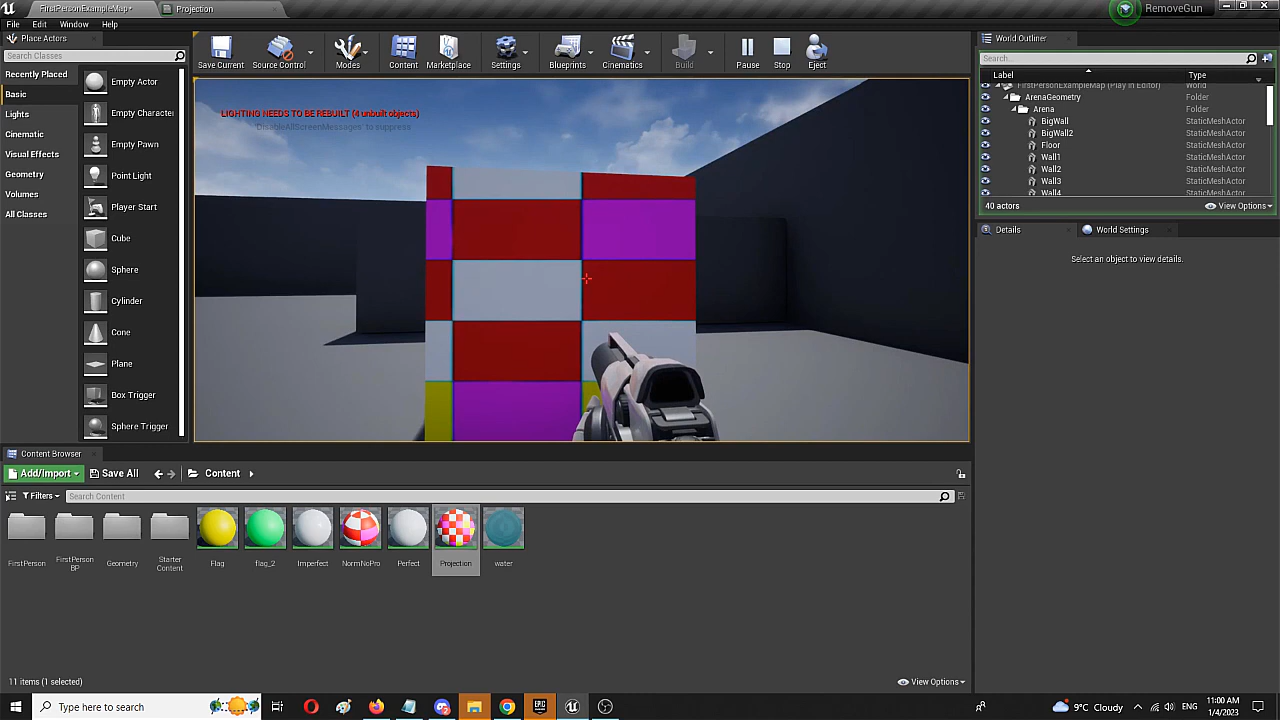 FirstPersonExampleMap*
Projection
RemoveGun
File Edit Window Help
Place Actors
Search Classes
Recently Placed
Basic
Lights
Cinematic
Visual Effects
Geometry
Volumes
All Classes
Empty Actor
Empty Character
Empty Pawn
Point Light
Player Start
Cube
Sphere
Cylinder
Cone
Plane
Box Trigger
Sphere Trigger
Save Current
Source Control
Modes
Content
Marketplace
Settings
Blueprints
Cinematics
Build
Pause
Stop
Eject
LIGHTING NEEDS TO BE REBUILT (4 unbuilt objects)
'DisableAllScreenMessages' to suppress
World Outliner
Search...
Label Type
FirstPersonExampleMap (Play In Editor) World
ArenaGeometry Folder
Arena Folder
BigWall StaticMeshActor
BigWall2 StaticMeshActor
Floor StaticMeshActor
Wall1 StaticMeshActor
Wall2 StaticMeshActor
Wall3 StaticMeshActor
Wall4 StaticMeshActor
40 actors
View Options
Details
World Settings
Select an object to view details.
Content Browser
Add/Import
Save All
Content
Filters
Search Content
FirstPerson
FirstPerson
BP
Geometry
Starter
Content
Flag
flag_2
Imperfect
NormNoPro
Perfect
Projection
water
11 items (1 selected)
View Options
Type here to search
9°C Cloudy
ENG
11:00 AM
1/4/2023